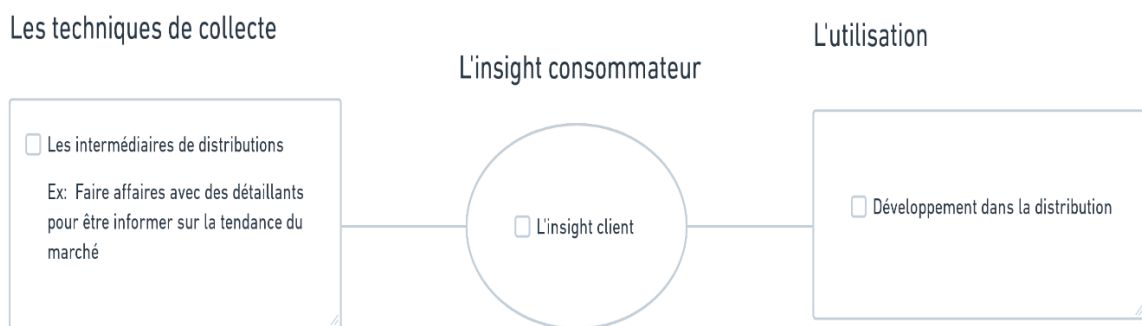 Les techniques de collecte
L'insight consommateur
L'utilisation
Les intermédiaires de distributions
Ex: Faire affaires avec des détaillants
pour être informer sur la tendance du
marché
L'insight client
Développement dans la distribution